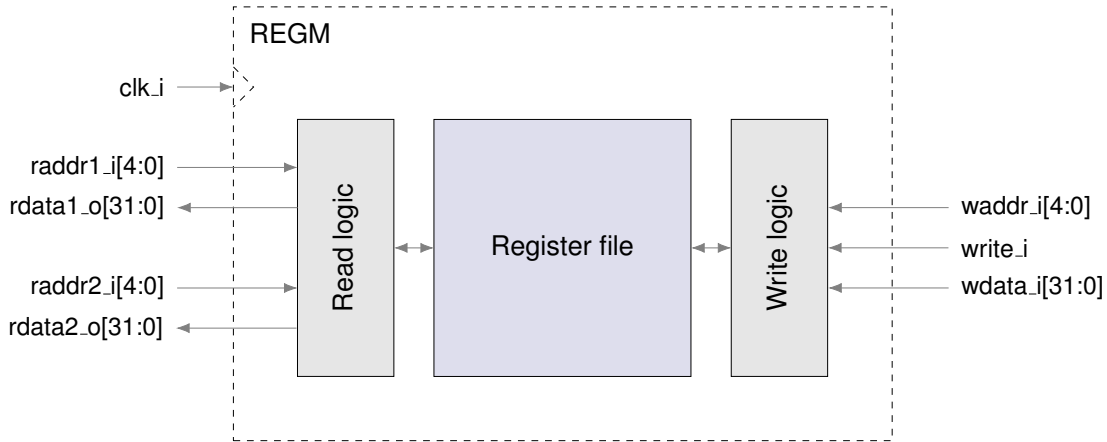 REGM
clk_i
raddr1_i[4:0]
rdata1_o[31:0]
raddr2_i[4:0]
rdata2_o[31:0]
Read logic
Register file
Write logic
waddr_i[4:0]
write_i
wdata_i[31:0]